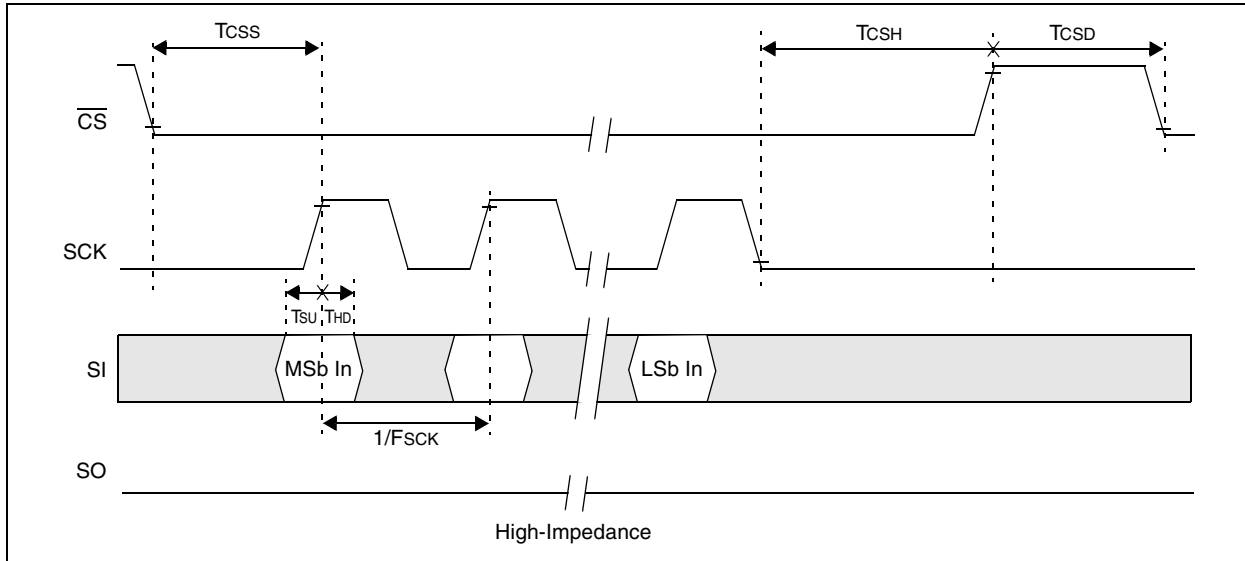 TCSS
TCSH
TCSD
CS
SCK
TSU THD
SI
MSb In
LSb In
1/FSCK
SO
High-Impedance